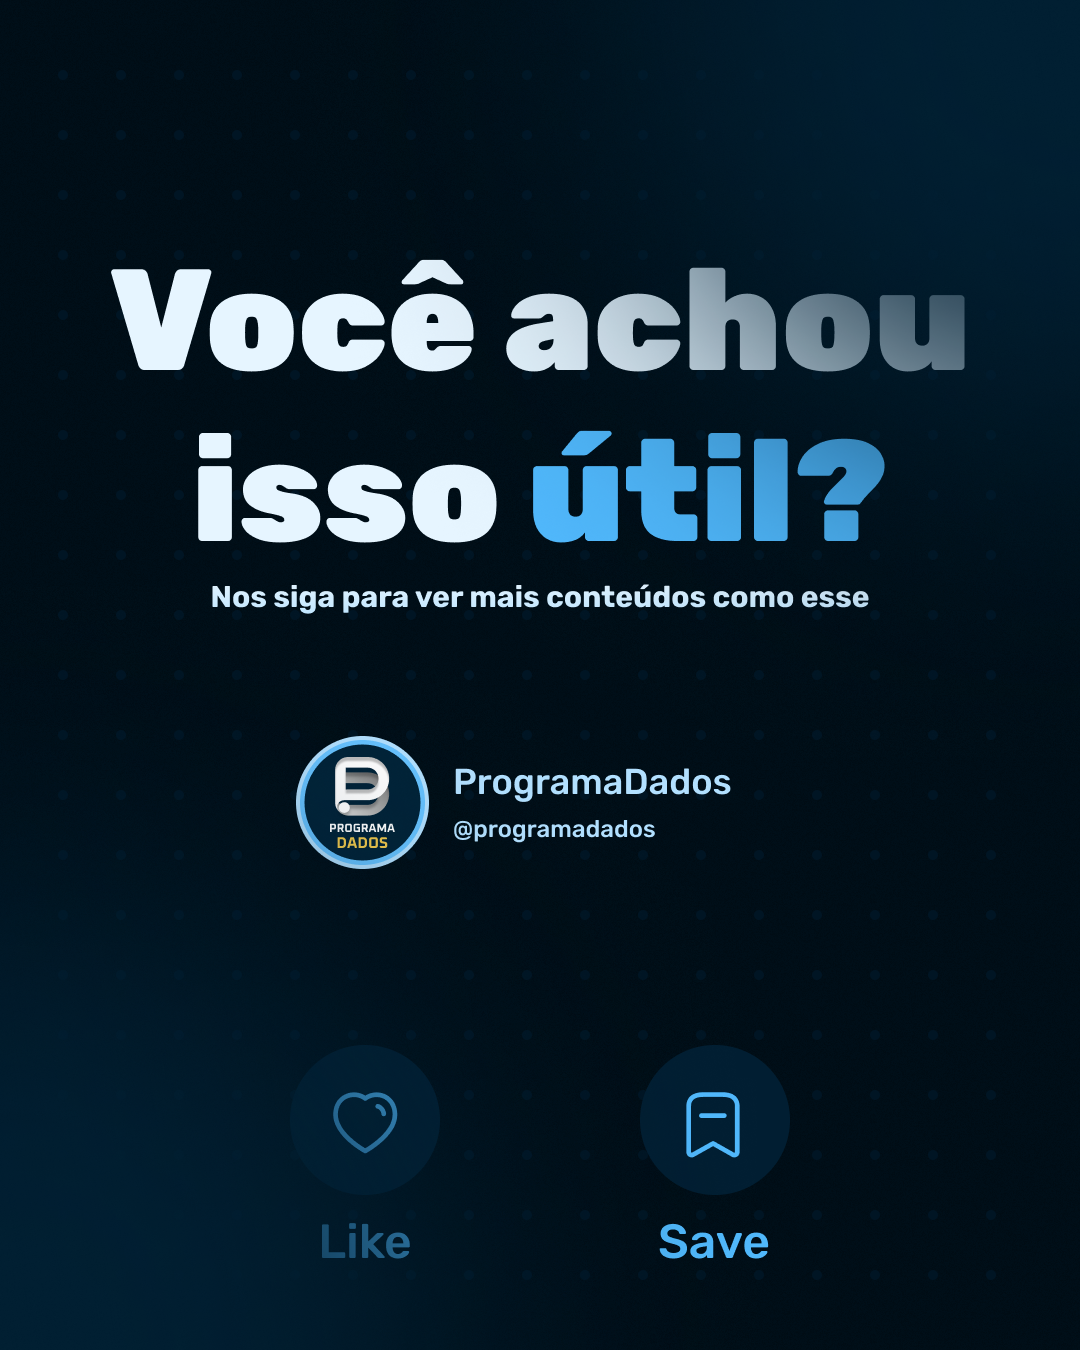 Você achou
isso útil?
Nos siga para ver mais conteúdos como esse
PROGRAMA
DADOS
ProgramaDados
@programadados
Like
Save